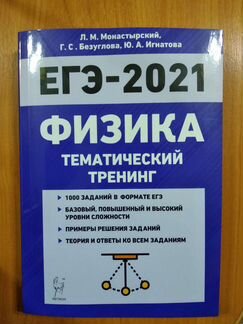 Л. М. Монастырский,
Г. С. Безуглова, Ю. А. Игнатова
ЕГЭ-2021
ФИЗИКА
ТЕМАТИЧЕСКИЙ
ТРЕНИНГ
1000 ЗАДАНИЙ В ФОРМАТЕ ЕГЭ
БАЗОВЫЙ, ПОВЫШЕННЫЙ И ВЫСОКИЙ
УРОВНИ СЛОЖНОСТИ
ПРИМЕРЫ РЕШЕНИЯ ЗАДАНИЙ
ТЕОРИЯ И ОТВЕТЫ КО ВСЕМ ЗАДАНИЯМ
ЛЕГИОН